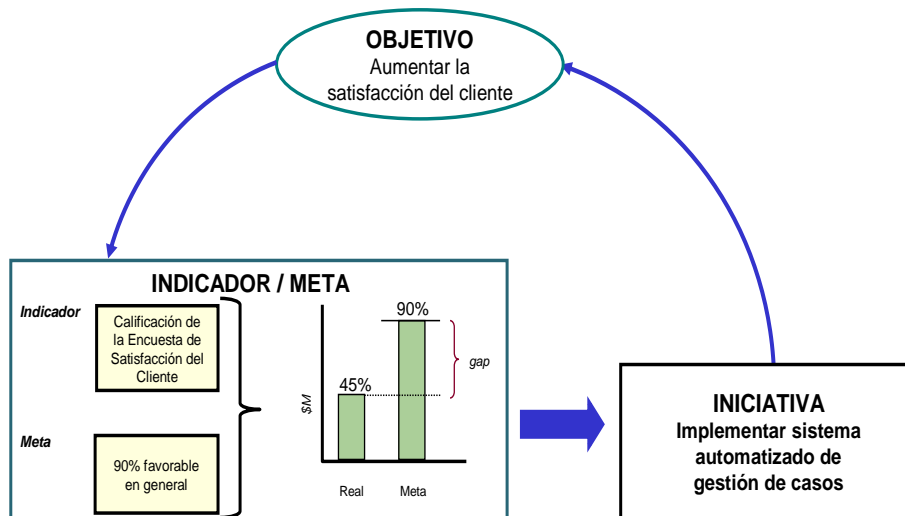 OBJETIVO
Aumentar la
satisfacción del cliente
INDICADOR / META
Indicador
Calificación de
la Encuesta de
Satisfacción del
Cliente
Meta
90% favorable
en general
$M
45%
90%
gap
Real
Meta
INICIATIVA
Implementar sistema
automatizado de
gestión de casos